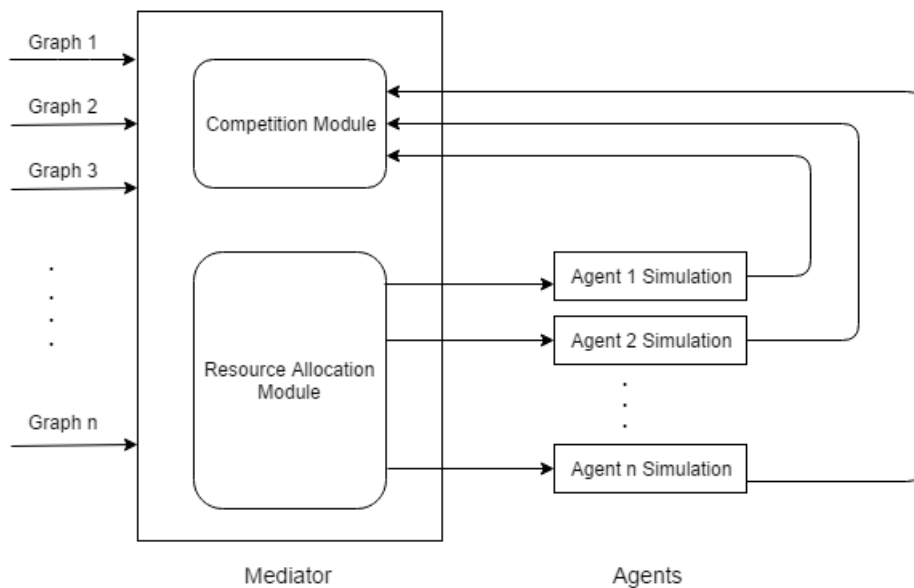 Graph 1
Graph 2
Graph 3
Graph n
Competition Module
Resource Allocation
Module
Agent 1 Simulation
Agent 2 Simulation
Agent n Simulation
Mediator
Agents